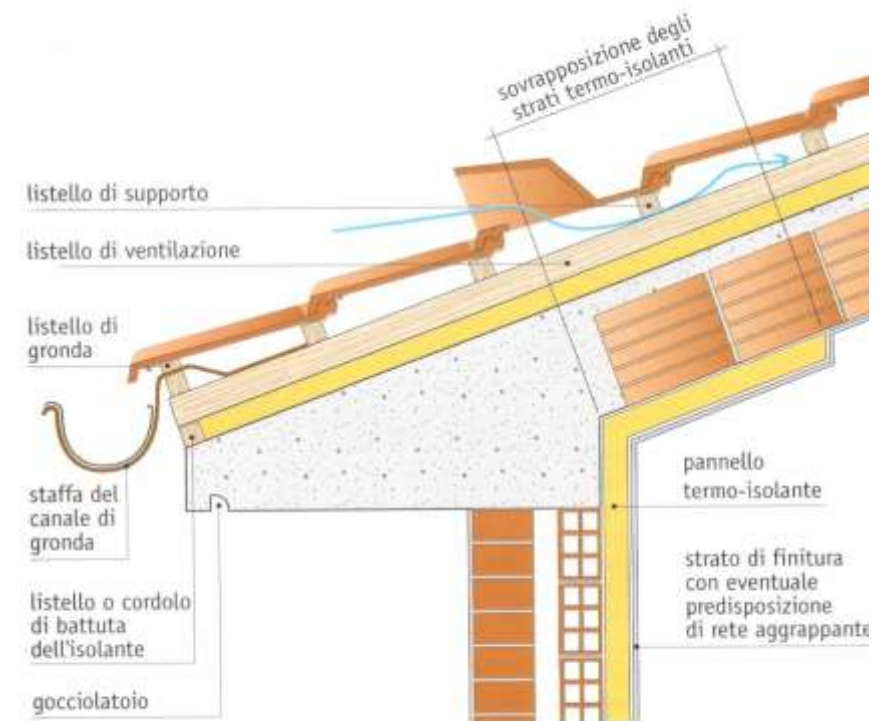 sovrapposizione degli
strati termo-isolanti
listello di supporto
listello di ventilazione
listello di
gronda
staffa del
canale di
gronda
listello o cordolo
di battuta
dell'isolante
gocciolatoio
pannello
termo-isolante
strato di finitura
con eventuale
predisposizione
di rete aggrappante